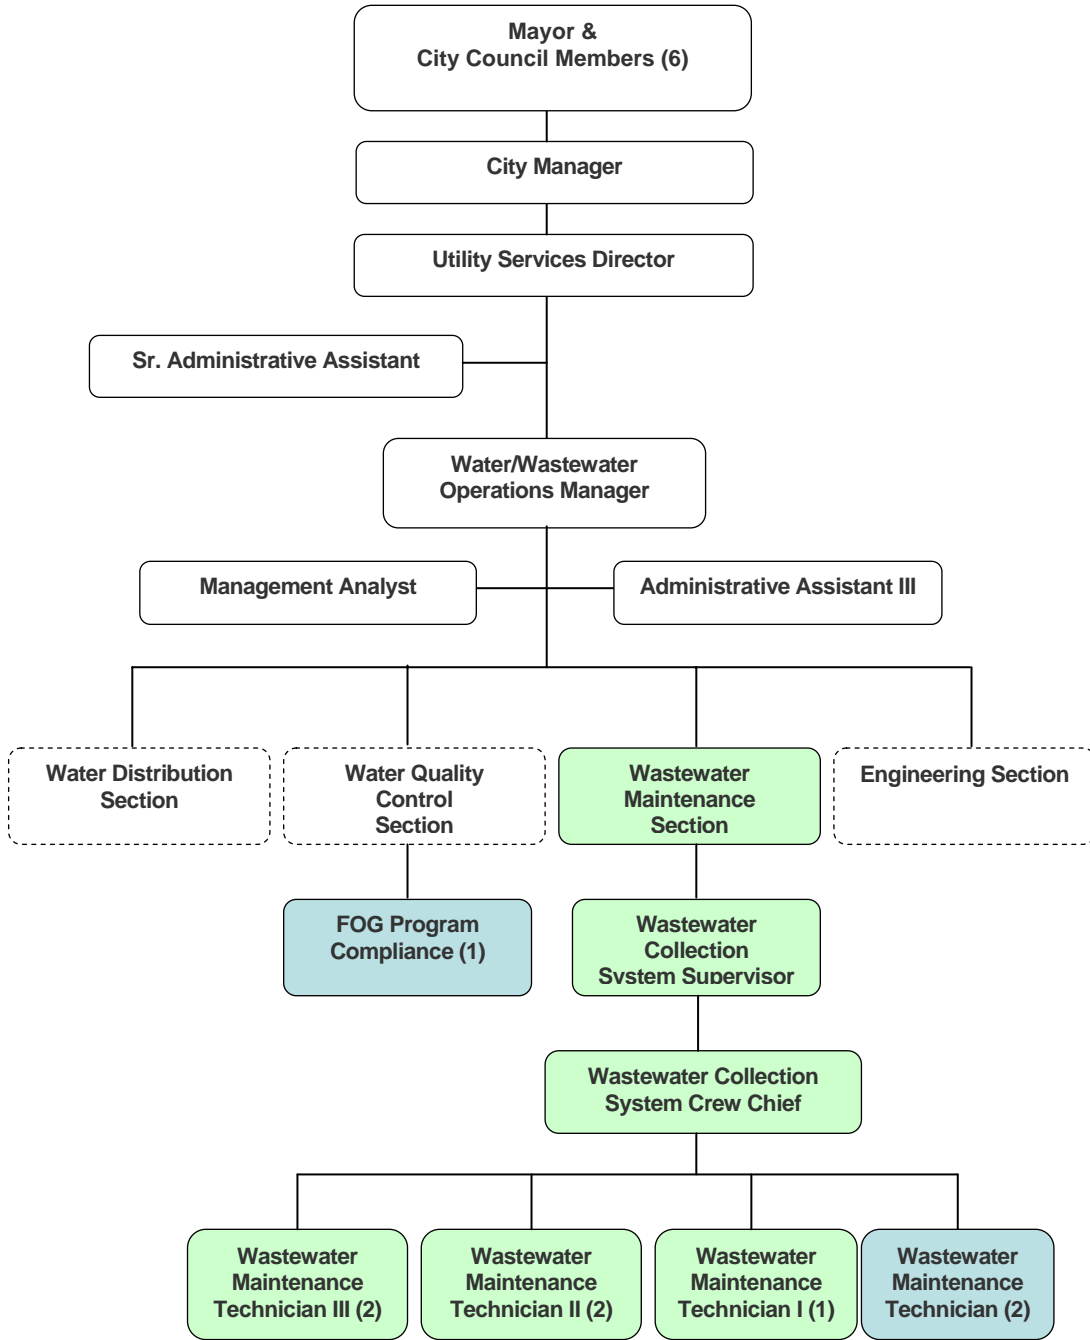 Mayor &
City Council Members (6)
City Manager
Utility Services Director
Sr. Administrative Assistant
Water/Wastewater
Operations Manager
Management Analyst
Administrative Assistant III
Water Distribution
Section
Water Quality
Control
Section
Wastewater
Maintenance
Section
Engineering Section
FOG Program
Compliance (1)
Wastewater
Collection
System Supervisor
Wastewater Collection
System Crew Chief
Wastewater
Maintenance
Technician III (2)
Wastewater
Maintenance
Technician II (2)
Wastewater
Maintenance
Technician I (1)
Wastewater
Maintenance
Technician (2)